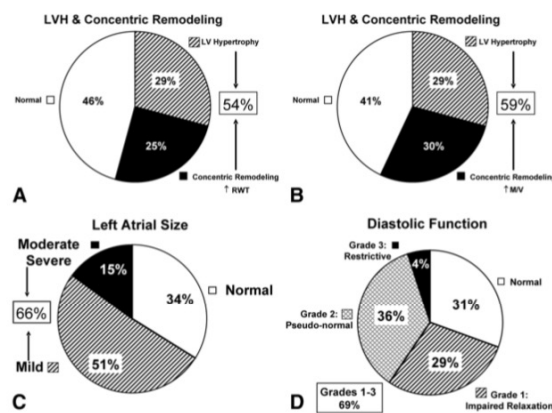 LVH & Concentric Remodeling
LV Hypertrophy
29%
Normal
46%
54%
25%
Concentric Remodeling
↑ RWT
A
LVH & Concentric Remodeling
LV Hypertrophy
29%
Normal
41%
59%
30%
Concentric Remodeling
↑ M/V
B
Left Atrial Size
Moderate
Severe
15%
34%
Normal
66%
51%
Mild
C
Diastolic Function
Grade 3:
Restrictive
4%
Normal
31%
Grade 2:
Pseudo-normal
36%
29%
Grades 1-3
69%
Grade 1:
Impaired Relaxation
D